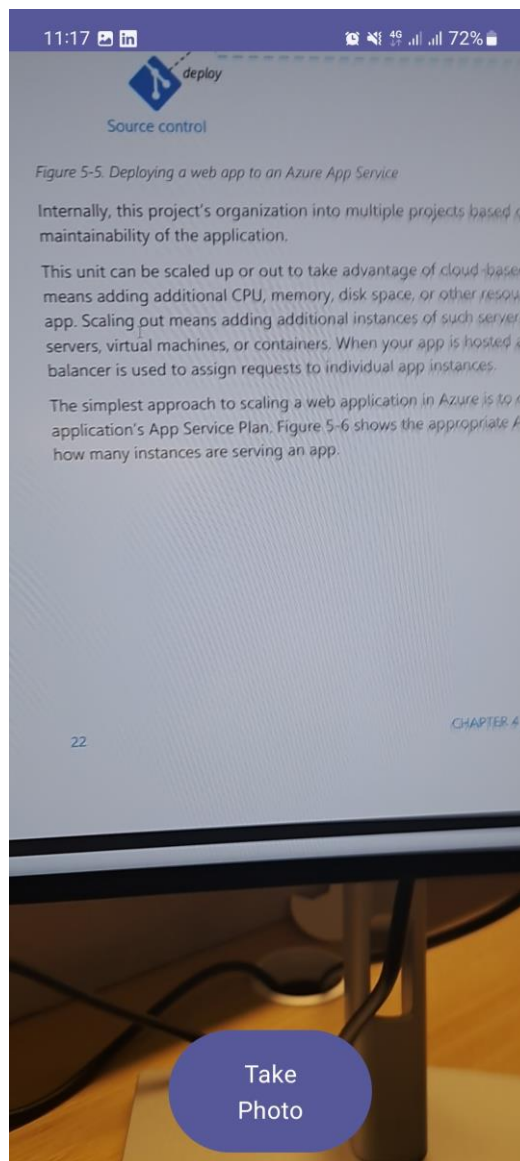 11:17 in 4G 72%
deploy
Source control
Figure 5-5. Deploying a web app to an Azure App Service
Internally, this project's organization into multiple projects based
maintainability of the application.
This unit can be scaled up or out to take advantage of cloud-base
means adding additional CPU, memory, disk space, or other resou
app. Scaling out means adding additional instances of such server
servers, virtual machines, or containers. When your app is hosted
balancer is used to assign requests to individual app instances.
The simplest approach to scaling a web application in Azure is to
application's App Service Plan. Figure 5-6 shows the appropriate
how many instances are serving an app.
22 CHAPTER 4
Take
Photo